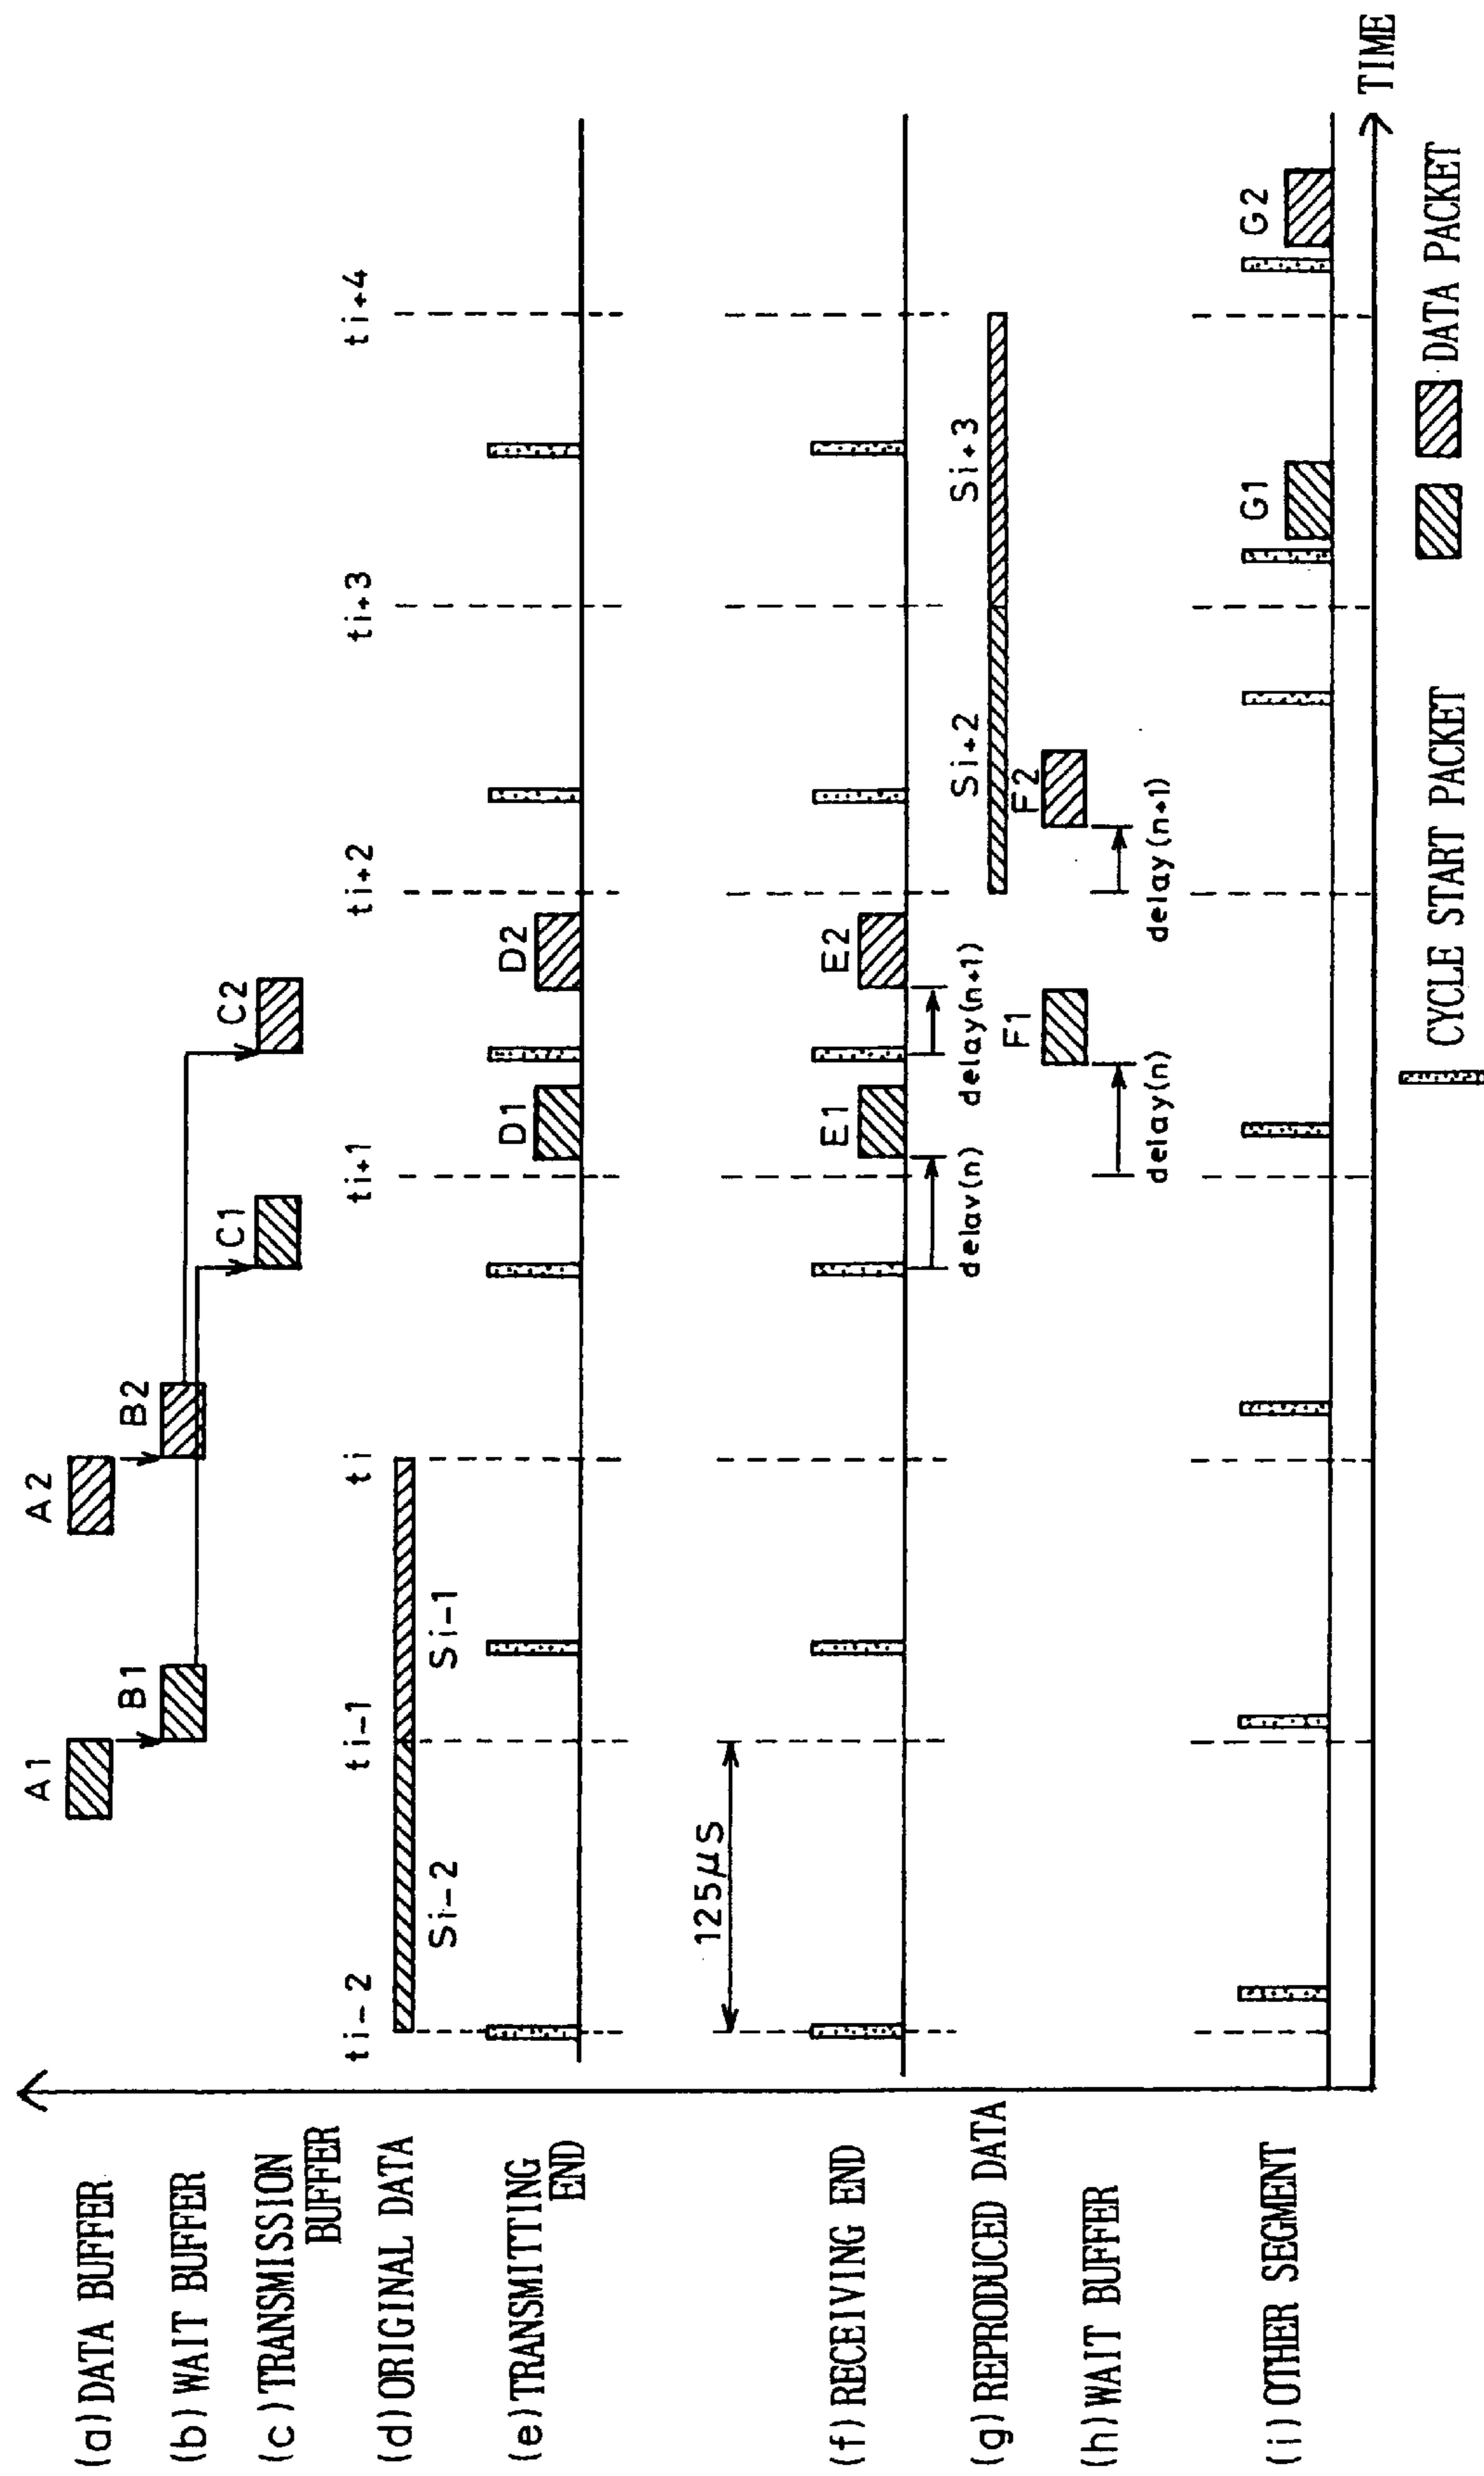 (a) DATA BUFFER
A1
A2
(b) WAIT BUFFER
B1
B2
(c) TRANSMISSION
BUFFER
C1
C2
ti-2
ti-1
ti
ti+1
ti+2
ti+3
ti+4
(d) ORIGINAL DATA
Si-2
Si-1
(e) TRANSMITTING
END
D1
D2
125μS
(f) RECEIVING END
E1
E2
delay(n)
delay(n+1)
(g) REPRODUCED DATA
Si+2
Si+3
(h) WAIT BUFFER
F1
F2
delay(n)
delay(n+1)
(i) OTHER SEGMENT
G1
G2
TIME
CYCLE START PACKET
DATA PACKET